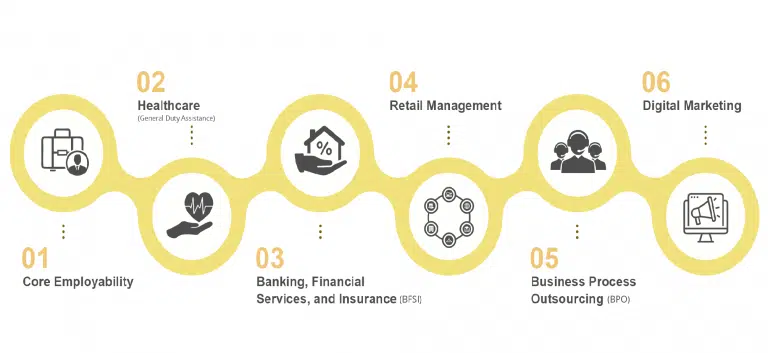 01
Core Employability
02
Healthcare
(General Duty Assistance)
03
Banking, Financial
Services, and Insurance (BFSI)
%
04
Retail Management
05
Business Process
Outsourcing (BPO)
06
Digital Marketing